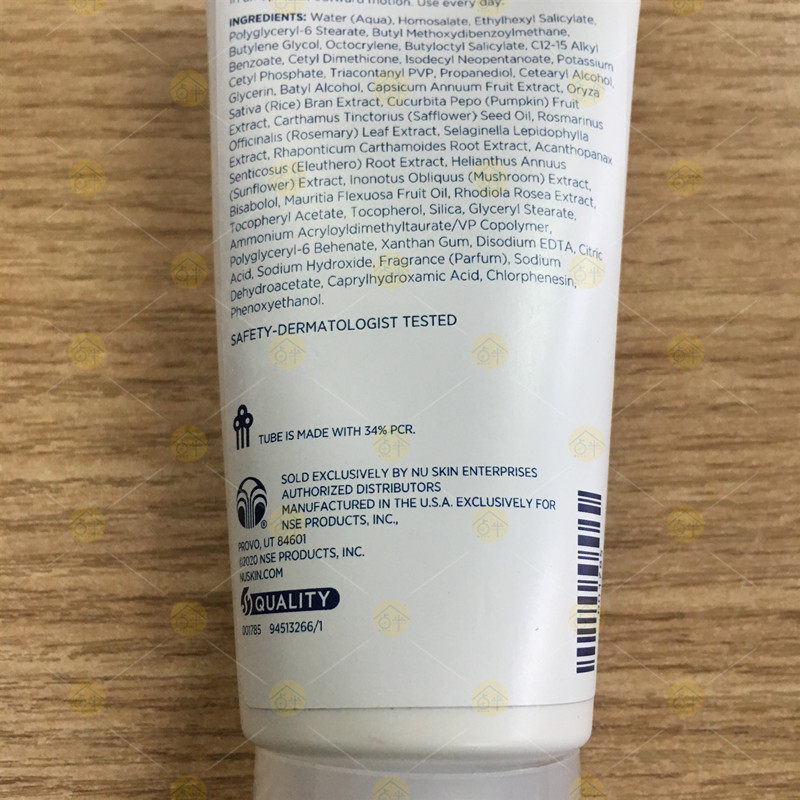 upward outward motion. Use every day.
INGREDIENTS: Water (Aqua), Homosalate, Ethylhexyl Salicylate,
Polyglyceryl-6 Stearate, Butyl Methoxydibenzoylmethane,
Butylene Glycol, Octocrylene, Butyloctyl Salicylate, C12-15 Alkyl
Benzoate, Cetyl Dimethicone, Isodecyl Neopentanoate, Potassium
Cetyl Phosphate, Triacontanyl PVP, Propanediol, Cetearyl Alcohol,
Glycerin, Batyl Alcohol, Capsicum Annuum Fruit Extract, Oryza
Sativa (Rice) Bran Extract, Cucurbita Pepo (Pumpkin) Fruit
Extract, Carthamus Tinctorius (Safflower) Seed Oil, Rosmarinus
Officinalis (Rosemary) Leaf Extract, Selaginella Lepidophylla
Extract, Rhaponticum Carthamoides Root Extract, Acanthopanax
Senticosus (Eleuthero) Root Extract, Helianthus Annuus
(Sunflower) Extract, Inonotus Obliquus (Mushroom) Extract,
Bisabolol, Mauritia Flexuosa Fruit Oil, Rhodiola Rosea Extract,
Tocopheryl Acetate, Tocopherol, Silica, Glyceryl Stearate,
Ammonium Acryloyldimethyltaurate/VP Copolymer,
Polyglyceryl-6 Behenate, Xanthan Gum, Disodium EDTA, Citric
Acid, Sodium Hydroxide, Fragrance (Parfum), Sodium
Dehydroacetate, Caprylhydroxamic Acid, Chlorphenesin,
Phenoxyethanol.
SAFETY-DERMATOLOGIST TESTED
TUBE IS MADE WITH 34% PCR.
SOLD EXCLUSIVELY BY NU SKIN ENTERPRISES
AUTHORIZED DISTRIBUTORS
MANUFACTURED IN THE U.S.A. EXCLUSIVELY FOR
NSE PRODUCTS, INC.,
PROVO, UT 84601
©2020 NSE PRODUCTS, INC.
NUSKIN.COM
QUALITY
001785 94513266/1